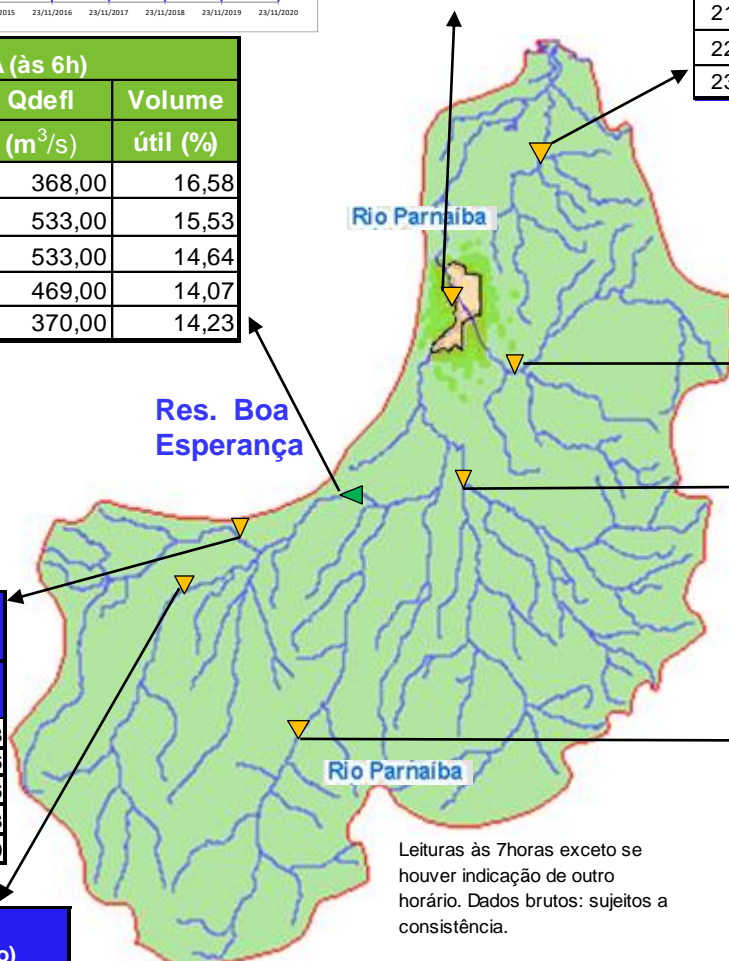 23/11/2016 23/11/2017 23/11/2018 23/11/2019 23/11/2020
(às 6h)
Qdefl Volume
(m³/s) útil (%)
368,00 16,58
533,00 15,53
533,00 14,64
469,00 14,07
370,00 14,23
21
22
23
Rio Parnaíba
Res. Boa
Esperança
Rio Parnaíba
Leituras às 7horas exceto se
houver indicação de outro
horário. Dados brutos: sujeitos a
consistência.